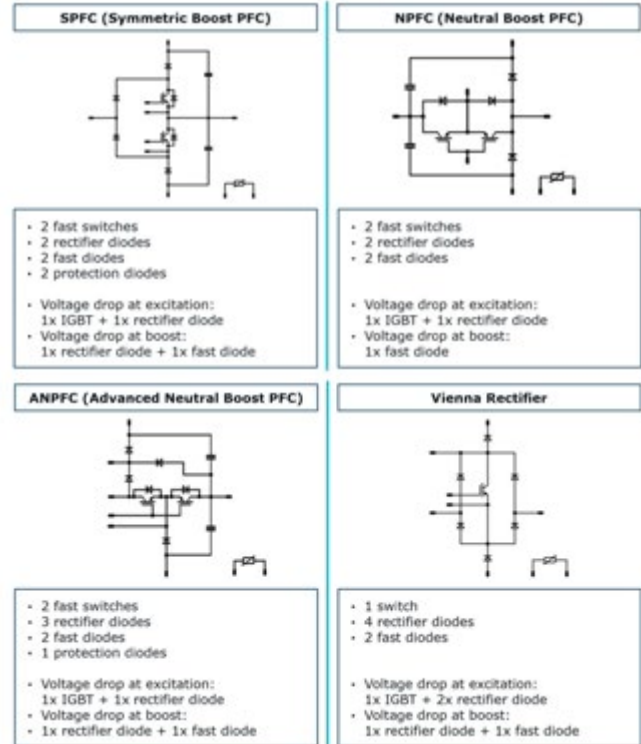 SPFC (Symmetric Boost PFC)
• 2 fast switches
• 2 rectifier diodes
• 2 fast diodes
• 2 protection diodes
• Voltage drop at excitation:
1x IGBT + 1x rectifier diode
• Voltage drop at boost:
1x rectifier diode + 1x fast diode
NPFC (Neutral Boost PFC)
• 2 fast switches
• 2 rectifier diodes
• 2 fast diodes
• Voltage drop at excitation:
1x IGBT + 1x rectifier diode
• Voltage drop at boost:
1x fast diode
ANPFC (Advanced Neutral Boost PFC)
• 2 fast switches
• 3 rectifier diodes
• 2 fast diodes
• 1 protection diodes
• Voltage drop at excitation:
1x IGBT + 1x rectifier diode
• Voltage drop at boost:
• 1x rectifier diode + 1x fast diode
Vienna Rectifier
• 1 switch
• 4 rectifier diodes
• 2 fast diodes
• Voltage drop at excitation:
1x IGBT + 2x rectifier diode
• Voltage drop at boost:
1x rectifier diode + 1x fast diode